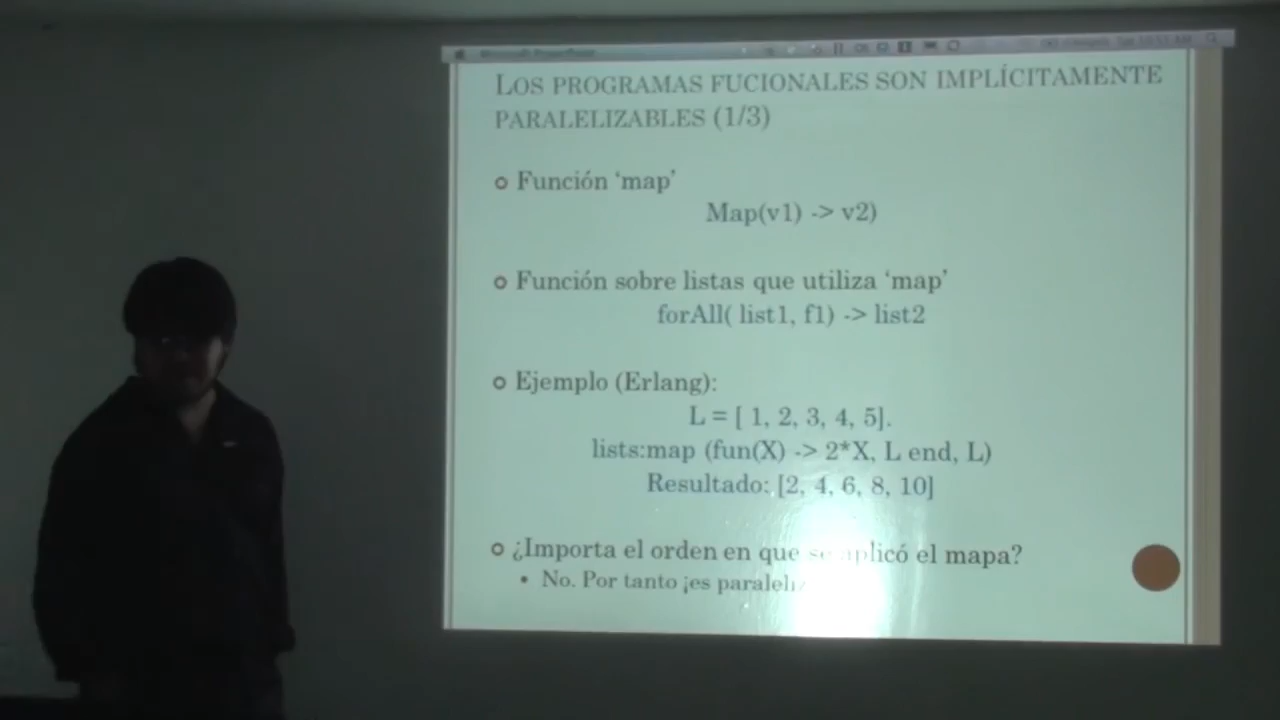 LOS PROGRAMAS FUCIONALES SON IMPLÍCITAMENTE
PARALELIZABLES (1/3)
Función ‘map’
Map(v1) -> v2)
Función sobre listas que utiliza ‘map’
forAll( list1, f1) -> list2
Ejemplo (Erlang):
L = [ 1, 2, 3, 4, 5].
lists:map (fun(X) -> 2*X, L end, L)
Resultado: [2, 4, 6, 8, 10]
¿Importa el orden en que se aplicó el mapa?
No. Por tanto ¡es